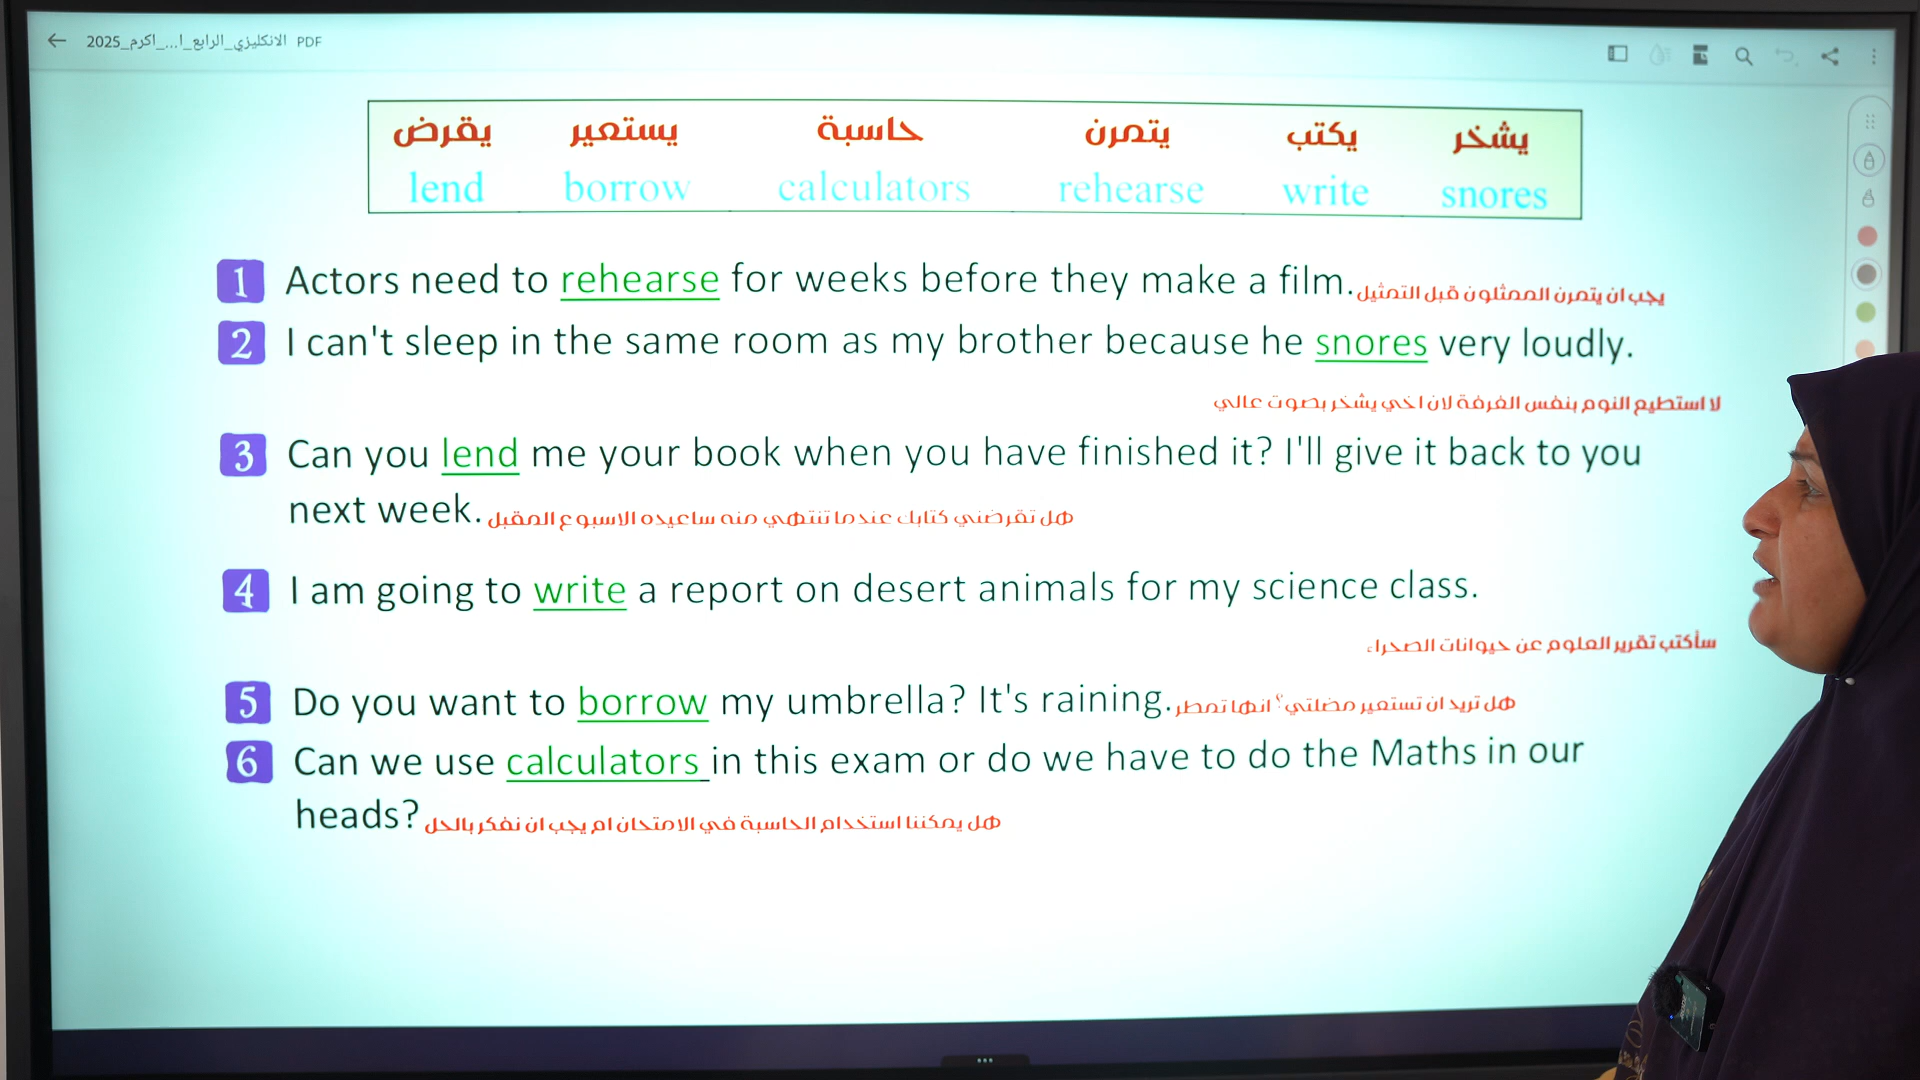 الانكليزي_الرابع_ا..._اكرم_2025 PDF
يقرض يستعير حاسبة يتمرن يكتب يشخر
lend borrow calculators rehearse write snores
1 Actors need to rehearse for weeks before they make a film. يجب ان يتمرن الممثلون قبل التمثيل
2 I can't sleep in the same room as my brother because he snores very loudly.
لا استطيع النوم بنفس الغرفة لان اخي يشخر بصوت عالي
3 Can you lend me your book when you have finished it? I'll give it back to you
next week. هل تقرضني كتابك عندما تنتهي منه ساعيده الاسبوع المقبل
4 I am going to write a report on desert animals for my science class.
سأكتب تقرير العلوم عن حيوانات الصحراء
5 Do you want to borrow my umbrella? It's raining. هل تريد ان تستعير مضلتي؟ انها تمطر
6 Can we use calculators in this exam or do we have to do the Maths in our
heads? هل يمكننا استخدام الحاسبة في الامتحان ام يجب ان نفكر بالحل